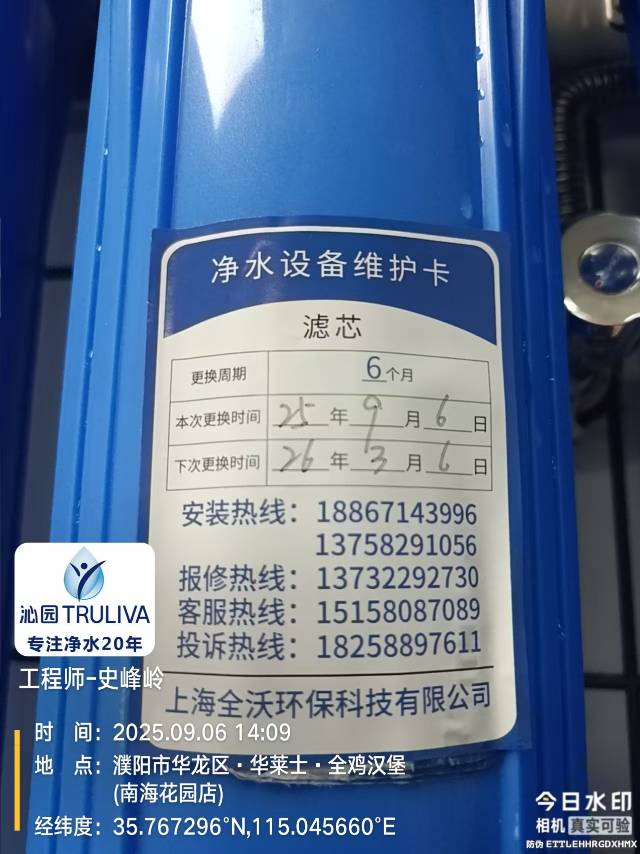 净水设备维护卡
滤芯
更换周期 6个月
本次更换时间 25年9月6日
下次更换时间 26年3月6日
安装热线：18867143996
13758291056
报修热线：13732292730
客服热线：15158087089
投诉热线：18258897611
上海全沃环保科技有限公司
沁园 TRULIVA
专注净水20年
工程师-史峰岭
时 间：2025.09.06 14:09
地 点：濮阳市华龙区·华莱士·全鸡汉堡
(南海花园店)
经纬度：35.767296°N,115.045660°E
今日水印
相机 真实可验
防伪 ETTLEHHRGDXHMX